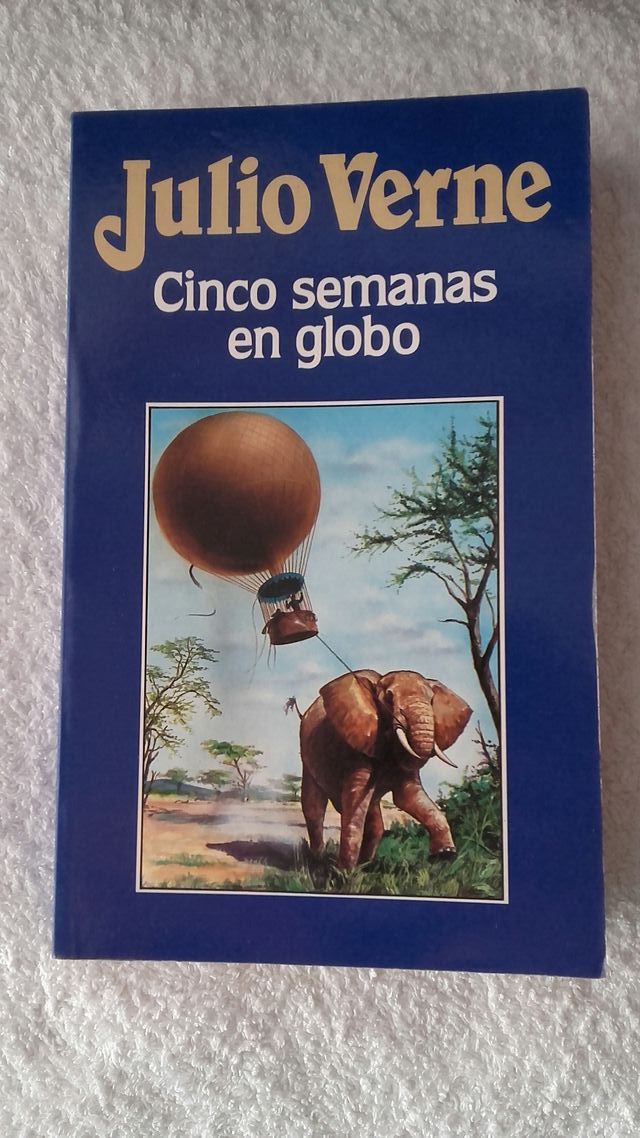 Julio Verne
Cinco semanas
en globo